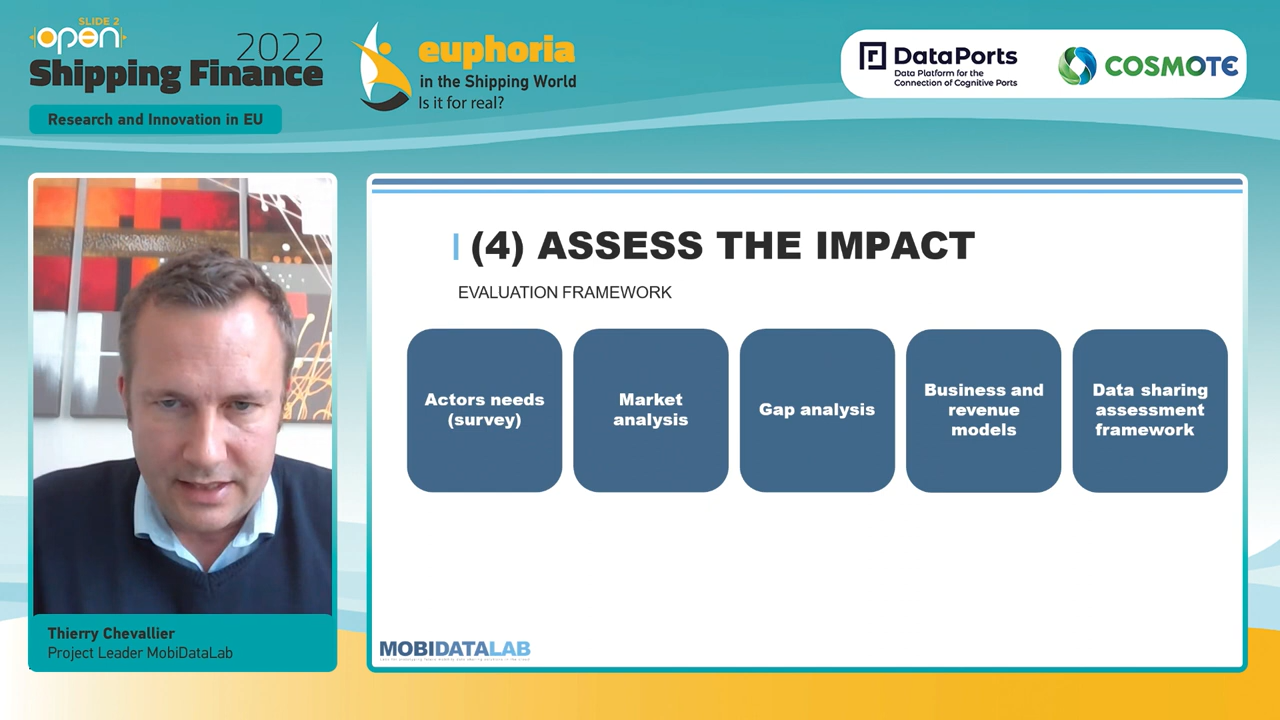 SLIDE 2
open
2022
Shipping Finance
Research and Innovation in EU
euphoria
in the Shipping World
Is it for real?
DataPorts
Data Platform for the
Connection of Cognitive Ports
COSMOTE
(4) ASSESS THE IMPACT
EVALUATION FRAMEWORK
Actors needs
(survey)
Market
analysis
Gap analysis
Business and
revenue
models
Data sharing
assessment
framework
MOBIDATALAB
Thierry Chevallier
Project Leader MobiDataLab